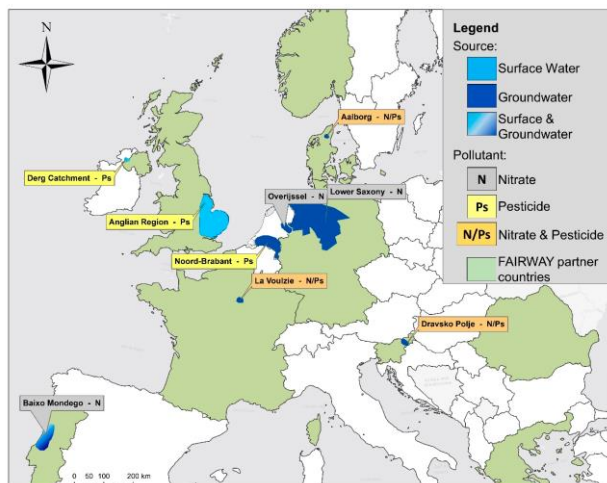 N
Legend
Source:
Surface Water
Groundwater
Surface &
Groundwater
Pollutant:
N Nitrate
Ps Pesticide
N/Ps Nitrate & Pesticide
FAIRWAY partner
countries
Aalborg - N/Ps
Derg Catchment - Ps
Overijssel - N
Lower Saxony - N
Anglian Region - Ps
Noord-Brabant - Ps
La Voulzie - N/Ps
Dravsko Polje - N/Ps
Baixo Mondego - N
0 50 100 200 km